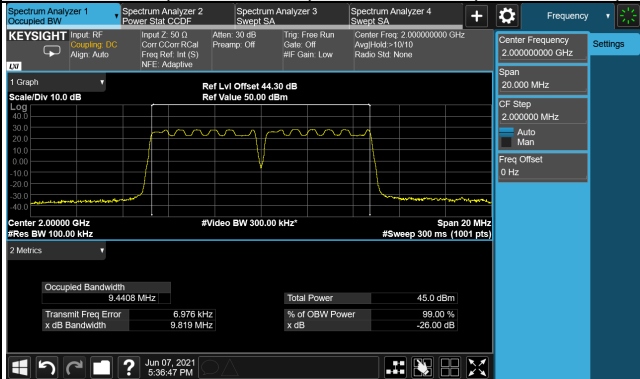 Spectrum Analyzer 1
Occupied BW
Spectrum Analyzer 2
Power Stat CCDF
Spectrum Analyzer 3
Swept SA
Spectrum Analyzer 4
Swept SA
Frequency
KEYSIGHT
Input: RF
Coupling: DC
Align: Auto
Input Z: 50 Ω
Corr CCorr RCal
Freq Ref: Int (S)
NFE: Adaptive
Atten: 30 dB
Preamp: Off
Trig: Free Run
Gate: Off
#IF Gain: Low
Center Freq: 2.000000000 GHz
Avg|Hold:>10/10
Radio Std: None
LXI
Center Frequency
2.000000000 GHz
Settings
Span
20.000 MHz
CF Step
2.000000 MHz
Auto
Man
Freq Offset
0 Hz
1 Graph
Scale/Div 10.0 dB
Ref Lvl Offset 44.30 dB
Ref Value 50.00 dBm
Log
40.0
30.0
20.0
10.0
0.00
-10.0
-20.0
-30.0
-40.0
Center 2.00000 GHz
#Res BW 100.00 kHz
#Video BW 300.00 kHz*
Span 20 MHz
#Sweep 300 ms (1001 pts)
2 Metrics
Occupied Bandwidth
9.4408 MHz
Total Power 45.0 dBm
Transmit Freq Error 6.976 kHz
% of OBW Power 99.00 %
x dB Bandwidth 9.819 MHz
x dB -26.00 dB
?
Jun 07, 2021
5:36:47 PM